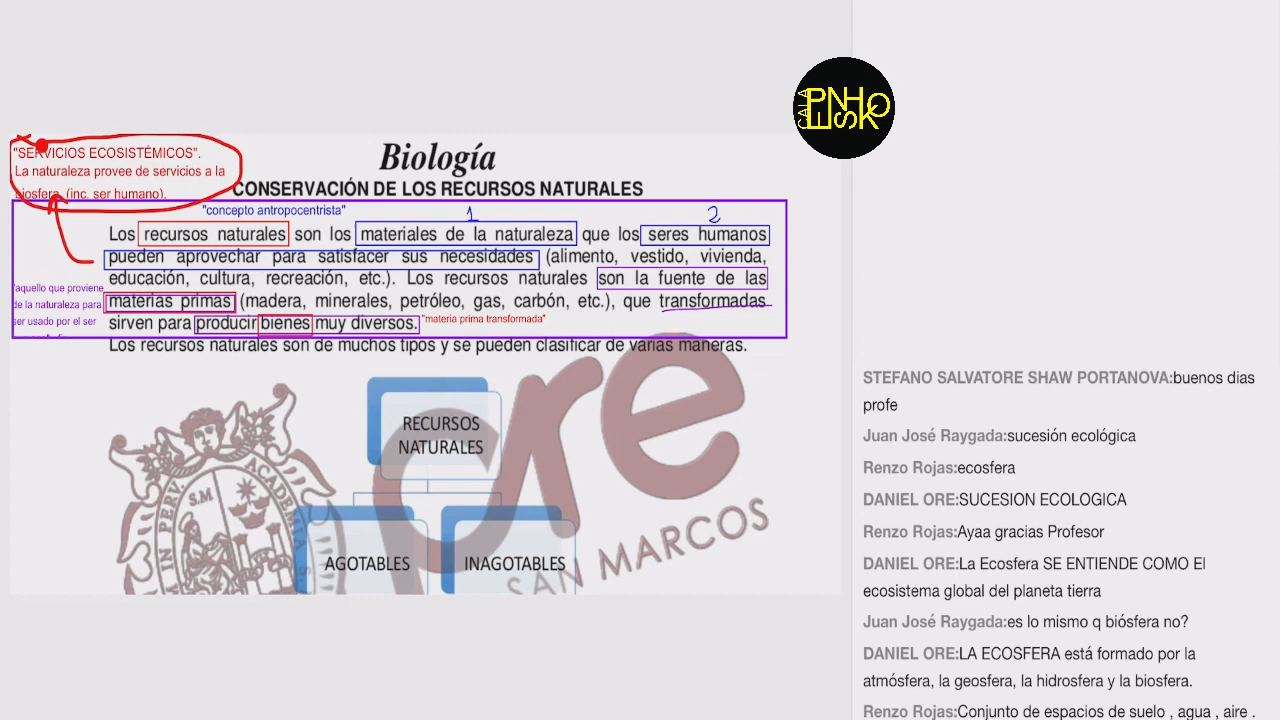 "SERVICIOS ECOSISTÉMICOS".
La naturaleza provee de servicios a la
biosfera (inc. ser humano).
Biología
CONSERVACIÓN DE LOS RECURSOS NATURALES
"concepto antropocentrista"
1
2
Los recursos naturales son los materiales de la naturaleza que los seres humanos
pueden aprovechar para satisfacer sus necesidades (alimento, vestido, vivienda,
educación, cultura, recreación, etc.). Los recursos naturales son la fuente de las
materias primas (madera, minerales, petróleo, gas, carbón, etc.), que transformadas
sirven para producir bienes muy diversos.
"materia prima transformada"
"aquello que proviene
de la naturaleza para
ser usado por el ser
Los recursos naturales son de muchos tipos y se pueden clasificar de varias maneras.
RECURSOS
NATURALES
AGOTABLES
INAGOTABLES
Pre
SAN MARCOS
ACADEMIA
S.M
IN PERV
CALA
PENHSKO
STEFANO SALVATORE SHAW PORTANOVA:buenos dias
profe
Juan José Raygada:sucesión ecológica
Renzo Rojas:ecosfera
DANIEL ORE:SUCESION ECOLOGICA
Renzo Rojas:Ayaa gracias Profesor
DANIEL ORE:La Ecosfera SE ENTIENDE COMO El
ecosistema global del planeta tierra
Juan José Raygada:es lo mismo q biósfera no?
DANIEL ORE:LA ECOSFERA está formado por la
atmósfera, la geosfera, la hidrosfera y la biosfera.
Renzo Rojas:Conjunto de espacios de suelo , agua , aire .